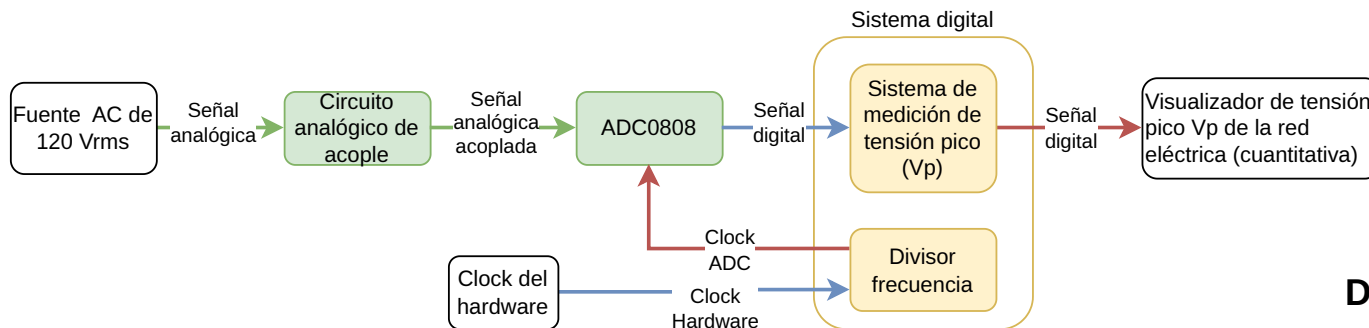 Sistema digital
Fuente AC de
120 Vrms
Señal
analógica
Circuito
analógico de
acople
Señal
analógica
acoplada
ADC0808
Señal
digital
Sistema de
medición de
tensión pico
(Vp)
Señal
digital
Visualizador de tensión
pico Vp de la red
eléctrica (cuantitativa)
Clock
ADC
Divisor
frecuencia
Clock del
hardware
Clock
Hardware
D